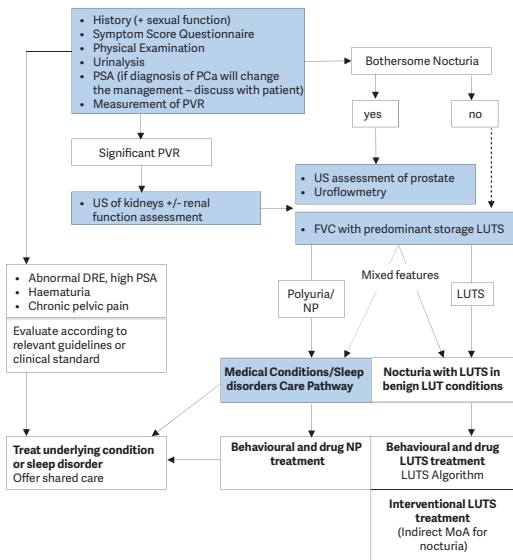 • History (+ sexual function)
• Symptom Score Questionnaire
• Physical Examination
• Urinalysis
• PSA (if diagnosis of PCa will change
the management – discuss with patient)
• Measurement of PVR
Bothersome Nocturia
yes
no
Significant PVR
• US assessment of prostate
• Uroflowmetry
• US of kidneys +/- renal
function assessment
• FVC with predominant storage LUTS
Mixed features
• Abnormal DRE, high PSA
• Haematuria
• Chronic pelvic pain
Polyuria/
NP
LUTS
Evaluate according to
relevant guidelines or
clinical standard
Medical Conditions/Sleep
disorders Care Pathway
Nocturia with LUTS in
benign LUT conditions
Treat underlying condition
or sleep disorder
Offer shared care
Behavioural and drug NP
treatment
Behavioural and drug
LUTS treatment
LUTS Algorithm
Interventional LUTS
treatment
(Indirect MoA for
nocturia)